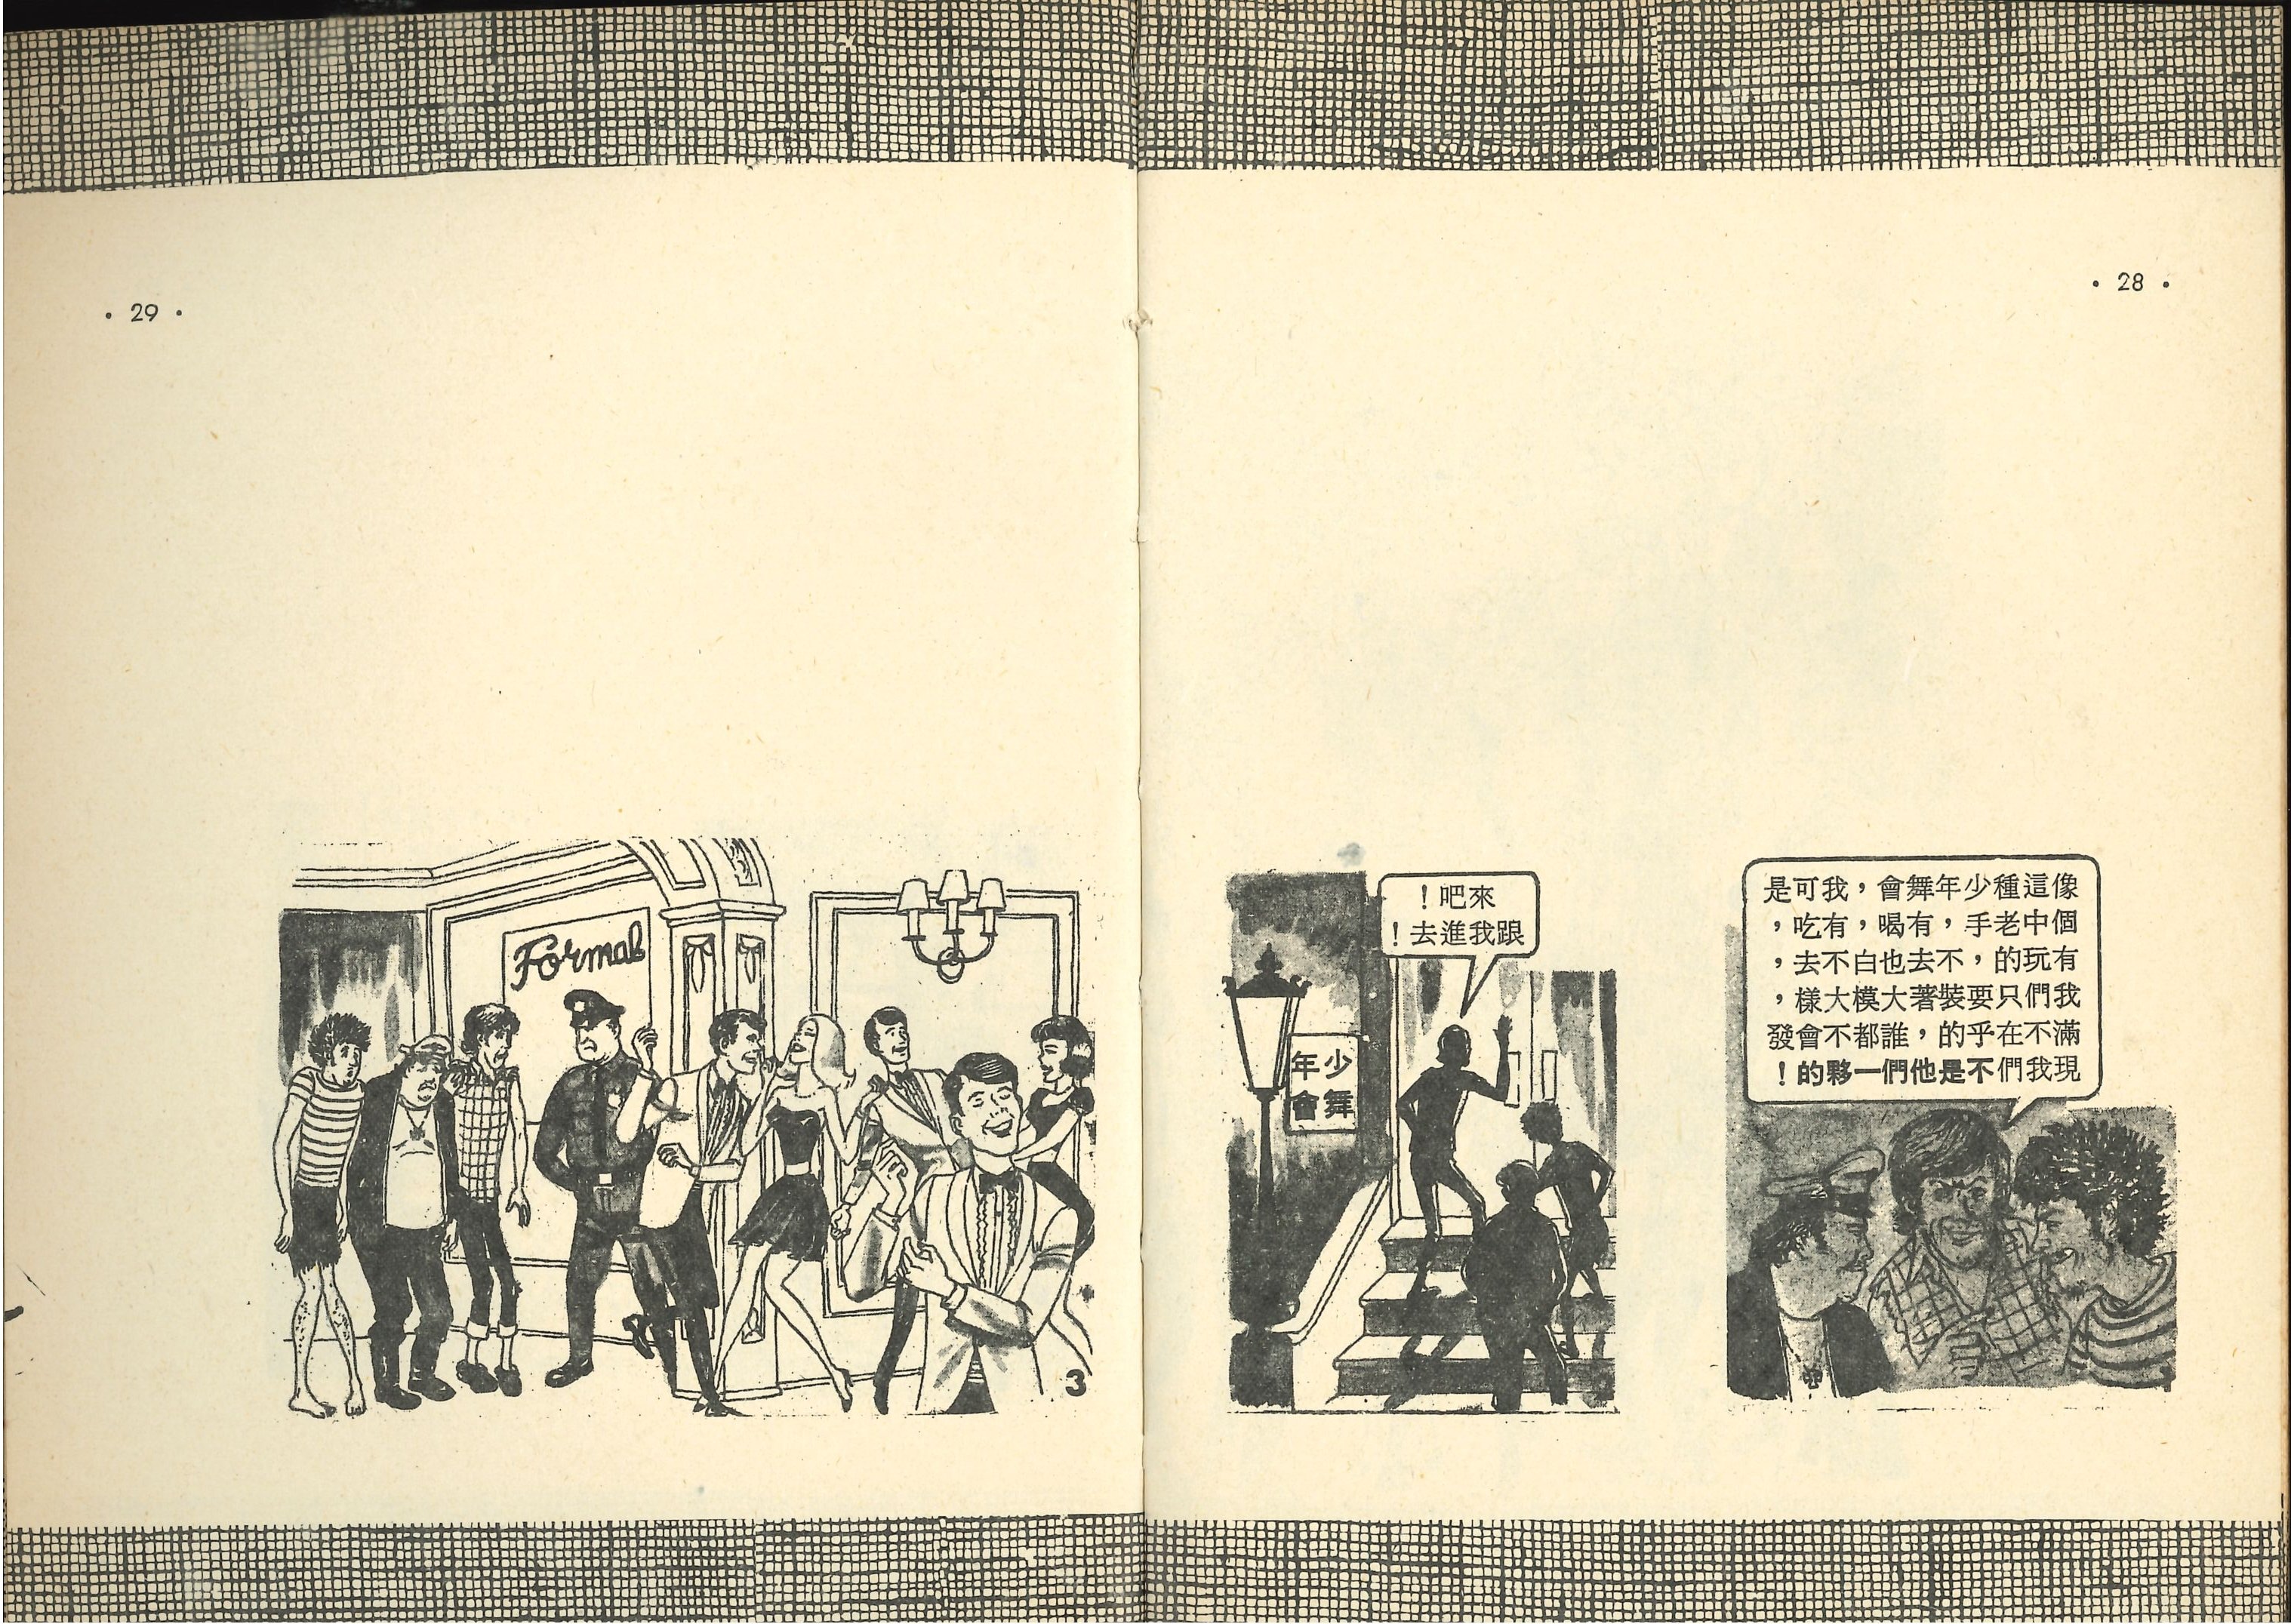 • 28 •
像這種少年舞會，我可是
個中老手，有喝，有吃，
有玩的，不去也白不去，
我們只要裝著大模大樣，
滿不在乎的，誰都不會發
現我們不是他們一夥的！
來吧！
跟我進去！
少年
舞會
• 29 •
Formal
3